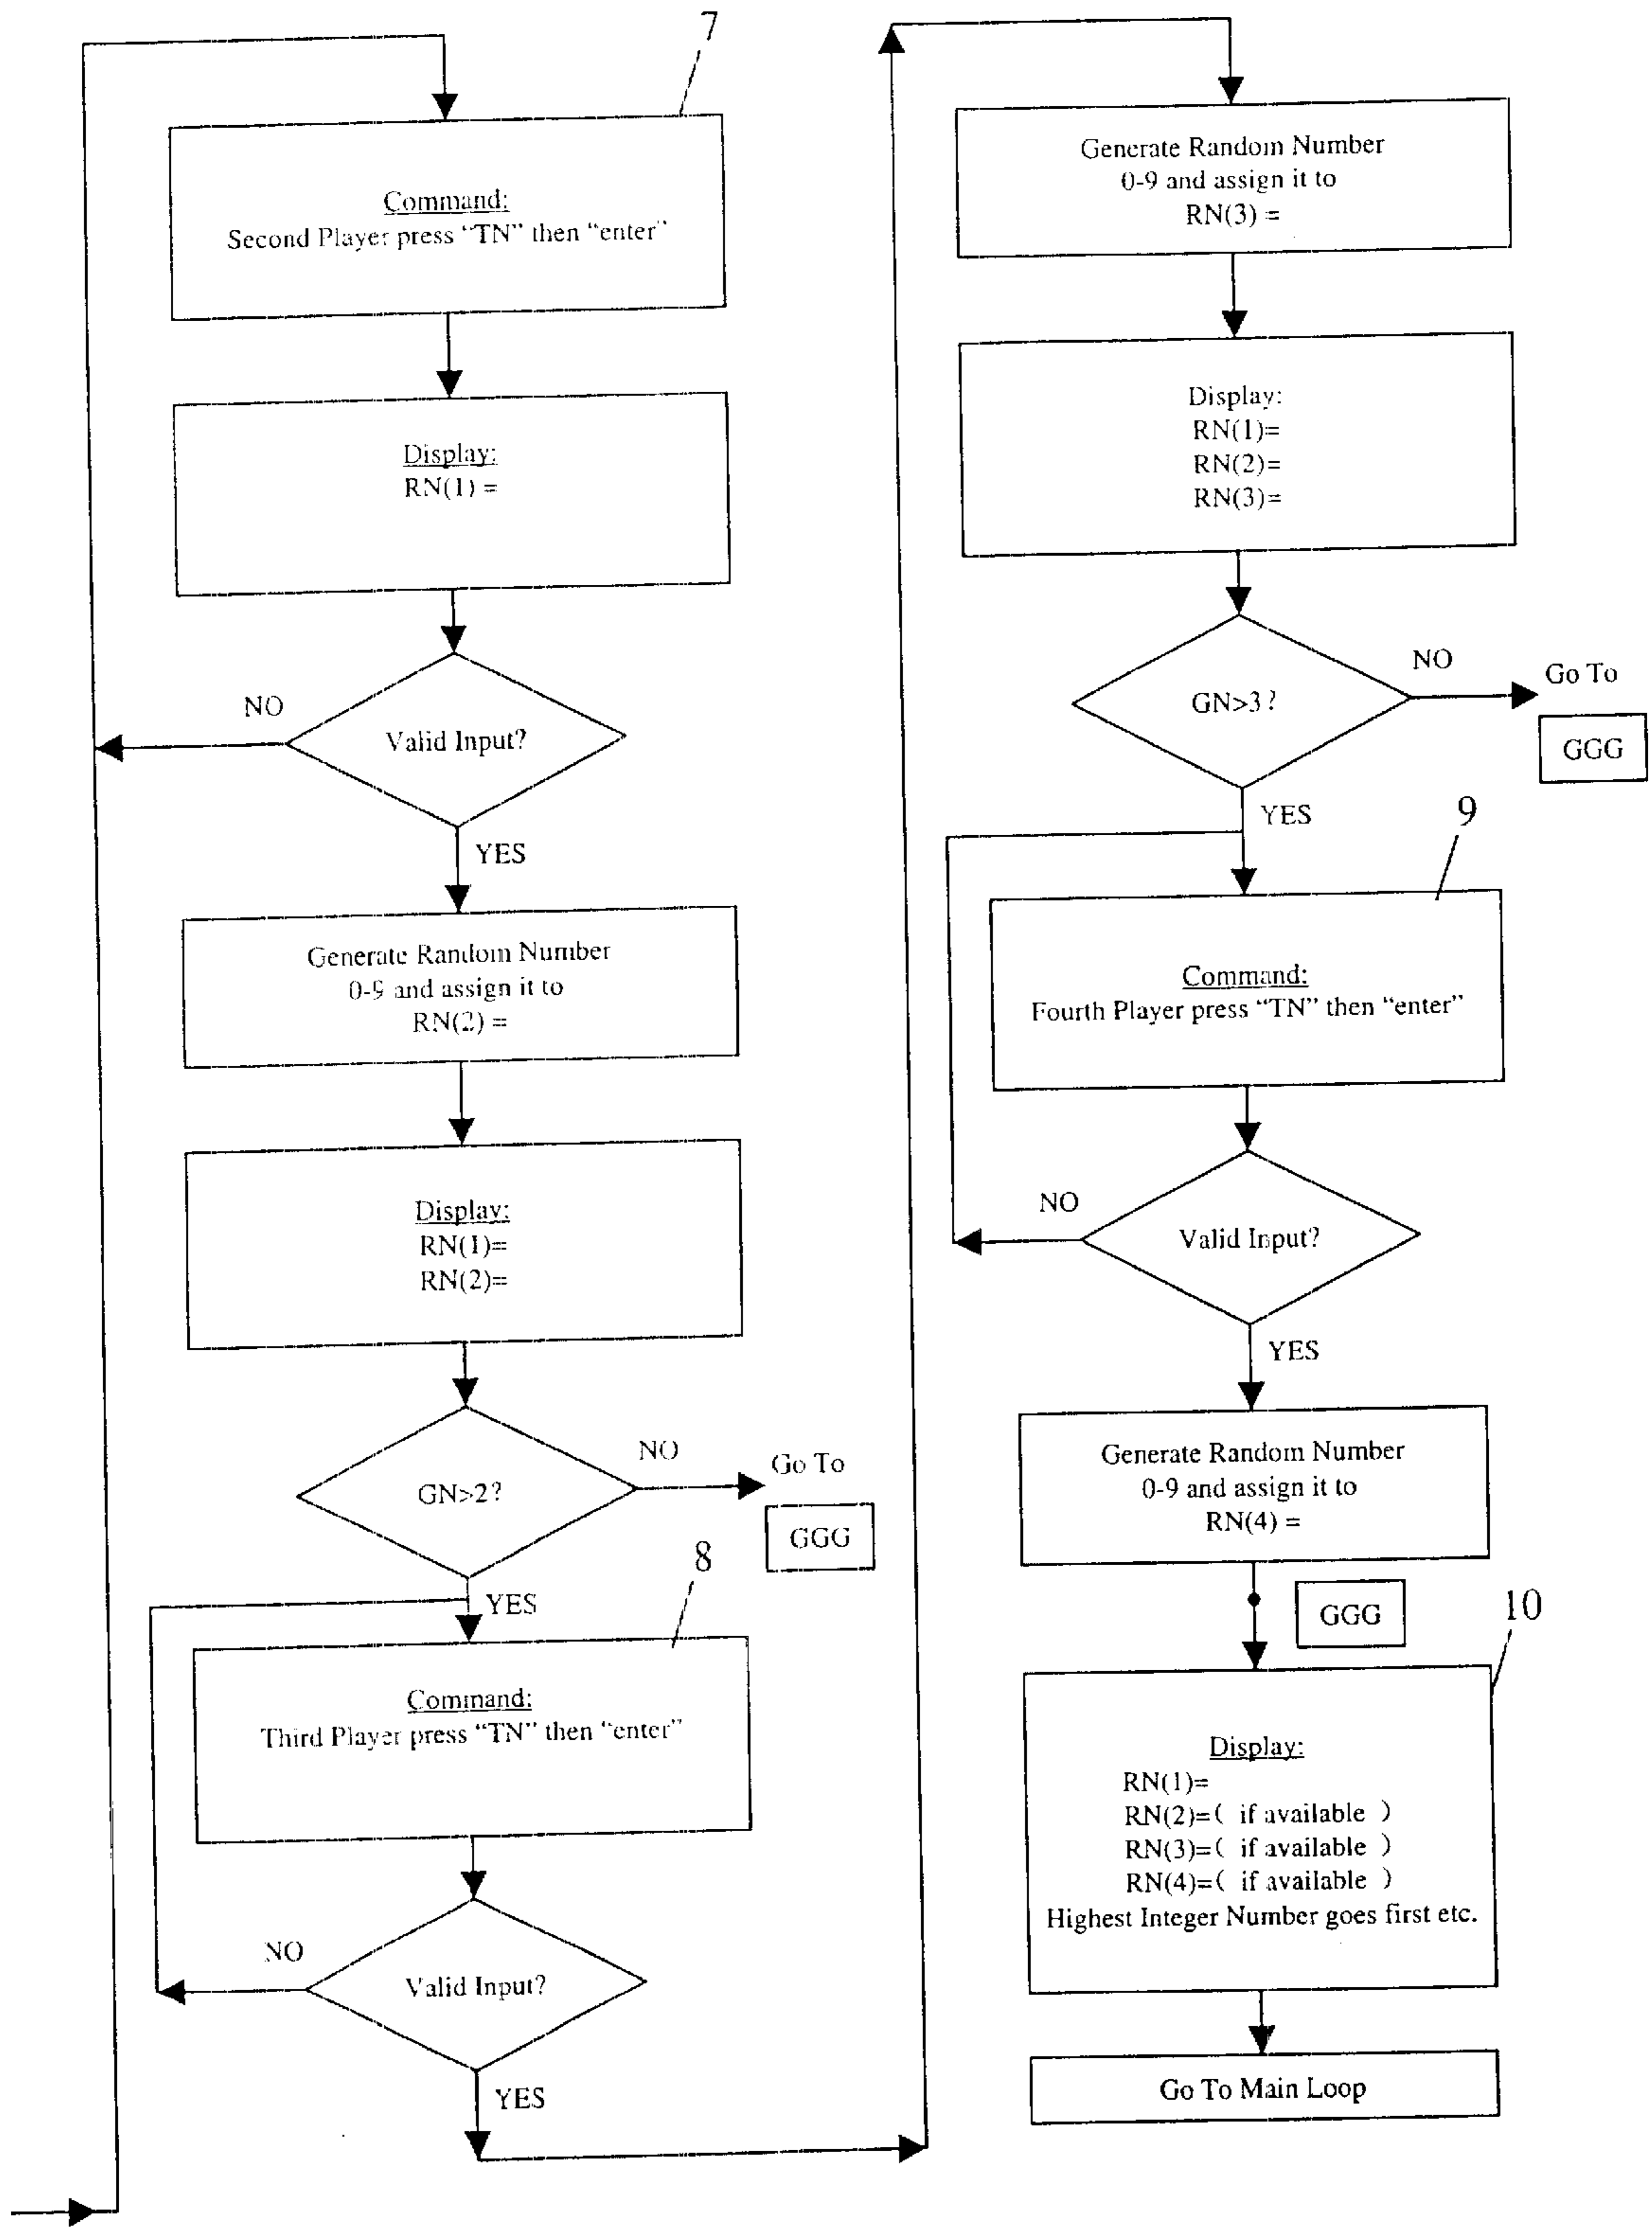 7
Command:
Second Player press “TN” then “enter”
Display:
RN(1) =
NO
Valid Input?
YES
Generate Random Number
0-9 and assign it to
RN(2) =
Display:
RN(1)=
RN(2)=
NO
Go To
GN>2?
GGG
8
YES
Command:
Third Player press “TN” then “enter”
NO
Valid Input?
YES
Generate Random Number
0-9 and assign it to
RN(3) =
Display:
RN(1)=
RN(2)=
RN(3)=
NO
Go To
GN>3?
GGG
YES
9
Command:
Fourth Player press “TN” then “enter”
NO
Valid Input?
YES
Generate Random Number
0-9 and assign it to
RN(4) =
GGG
10
Display:
RN(1)=
RN(2)=( if available )
RN(3)=( if available )
RN(4)=( if available )
Highest Integer Number goes first etc.
Go To Main Loop